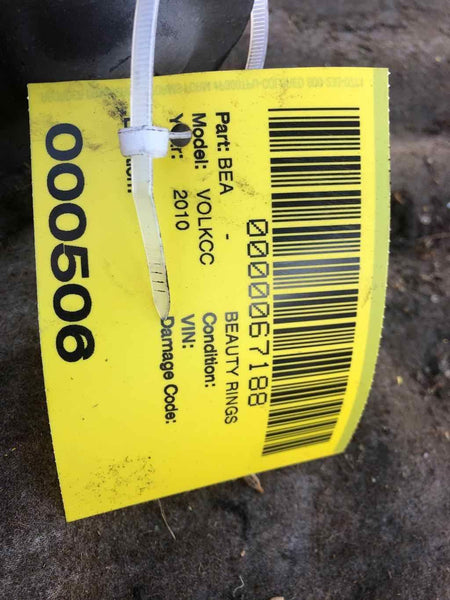 0000067188
Part: BEA - BEAUTY RINGS
Model: VOLKCC Condition:
2010 VIN:
Damage Code:
000506